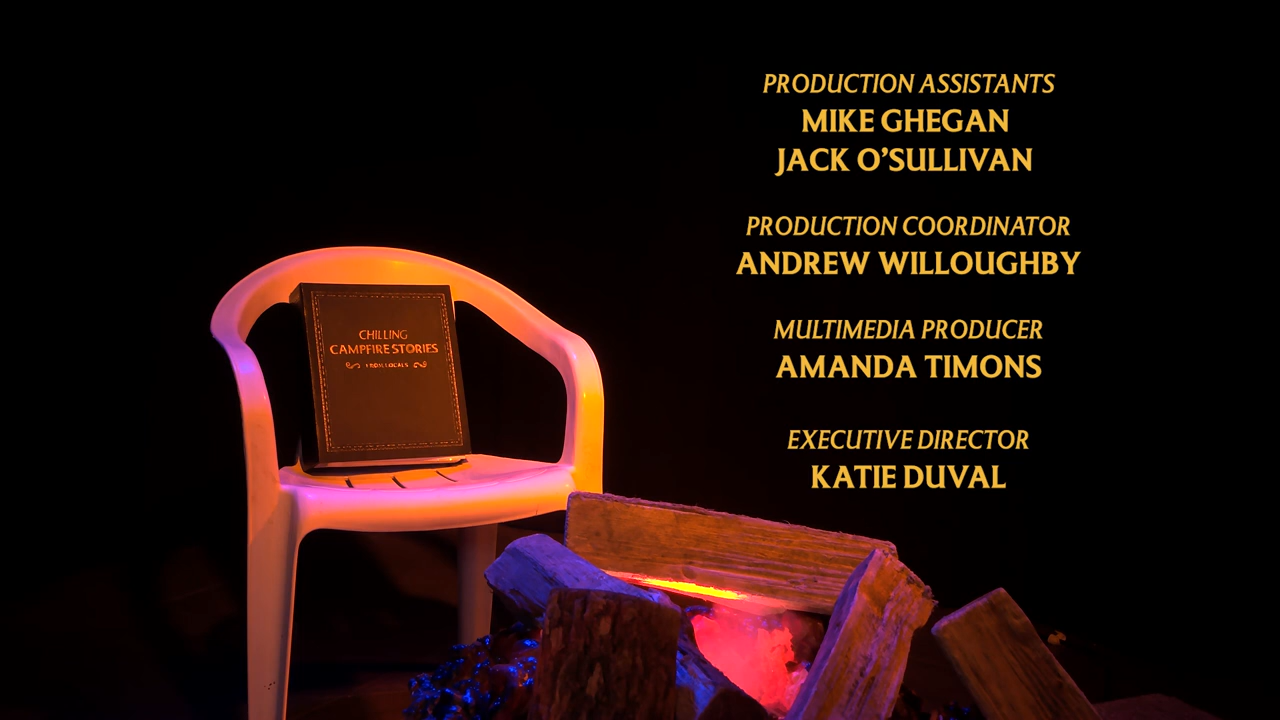 PRODUCTION ASSISTANTS
MIKE GHEGAN
JACK O’SULLIVAN
PRODUCTION COORDINATOR
ANDREW WILLOUGHBY
MULTIMEDIA PRODUCER
AMANDA TIMONS
EXECUTIVE DIRECTOR
KATIE DUVAL
CHILLING
CAMPFIRE STORIES